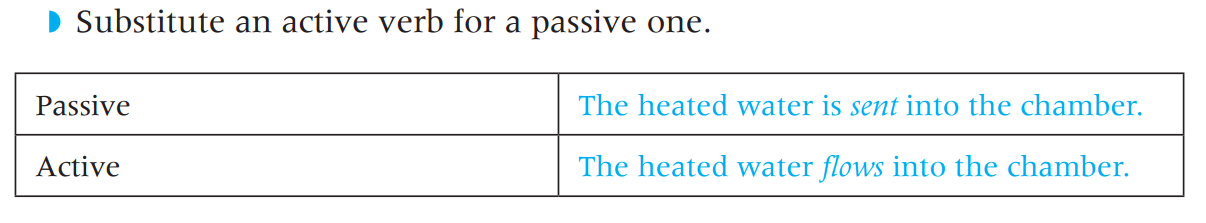 Substitute an active verb for a passive one.
Passive The heated water is sent into the chamber.
Active The heated water flows into the chamber.